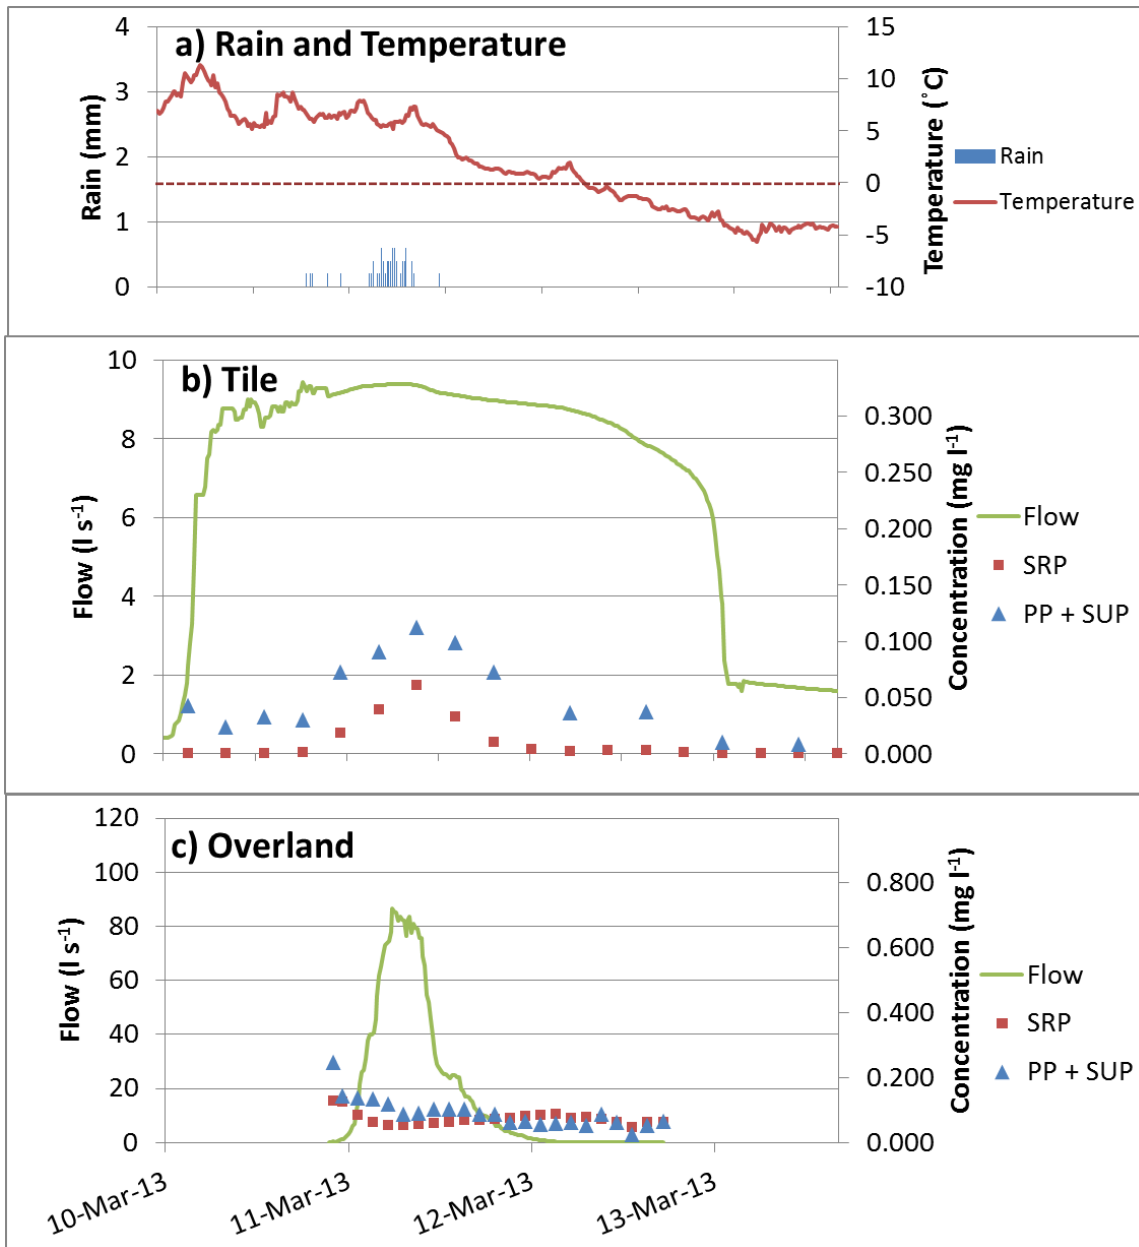 a) Rain and Temperature
4
3
2
1
0
Rain (mm)
15
10
5
0
-5
-10
Temperature (˚C)
Rain
Temperature
b) Tile
10
8
6
4
2
0
Flow (l s⁻¹)
0.300
0.250
0.200
0.150
0.100
0.050
0.000
Concentration (mg l⁻¹)
Flow
SRP
PP + SUP
c) Overland
120
100
80
60
40
20
0
Flow (l s⁻¹)
0.800
0.600
0.400
0.200
0.000
Concentration (mg l⁻¹)
Flow
SRP
PP + SUP
10-Mar-13
11-Mar-13
12-Mar-13
13-Mar-13